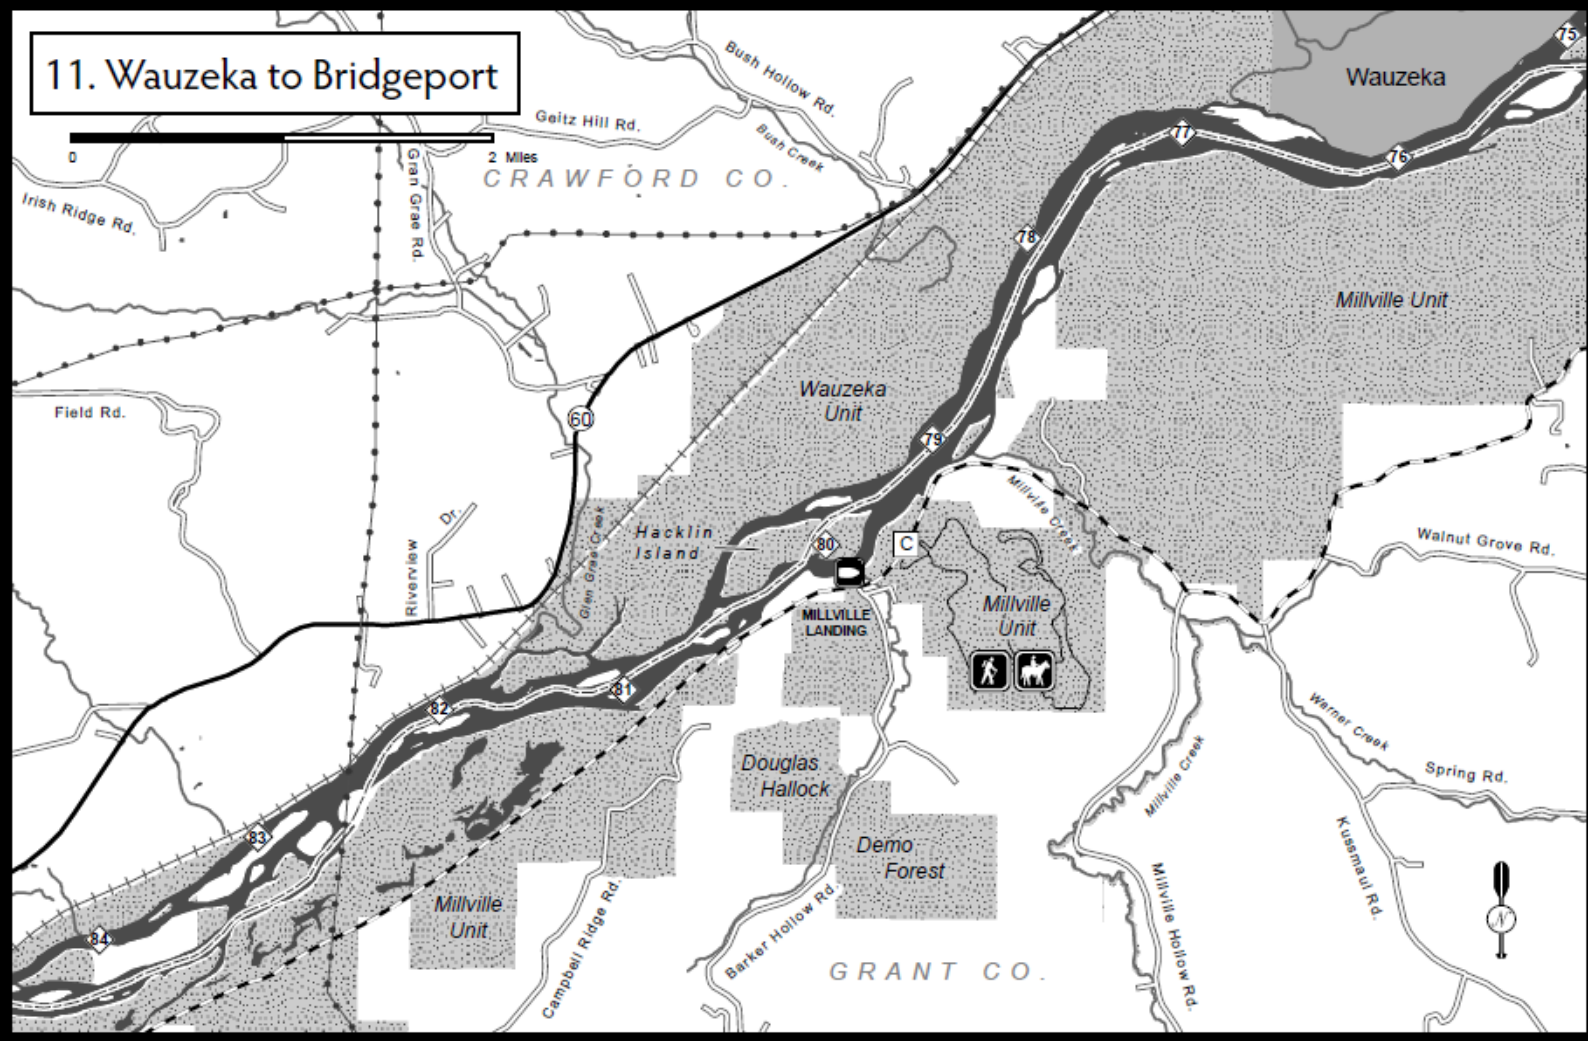 11. Wauzeka to Bridgeport
0
2 Miles
Bush Hollow Rd.
Geitz Hill Rd.
Bush Creek
CRAWFORD CO.
Gran Grae Rd.
Irish Ridge Rd.
Wauzeka
75
76
77
78
Millville Unit
Wauzeka
Unit
Field Rd.
60
79
Millville Creek
Hacklin
Island
80
C
Glen Grae Creek
Riverview
Dr.
Walnut Grove Rd.
MILLVILLE
LANDING
Millville
Unit
81
82
Douglas
Hallock
Millville Creek
Warner Creek
Spring Rd.
83
Demo
Forest
Kussmaul Rd.
Millville
Unit
Campbell Ridge Rd.
Barker Hollow Rd.
Millville Hollow Rd.
84
N
GRANT CO.